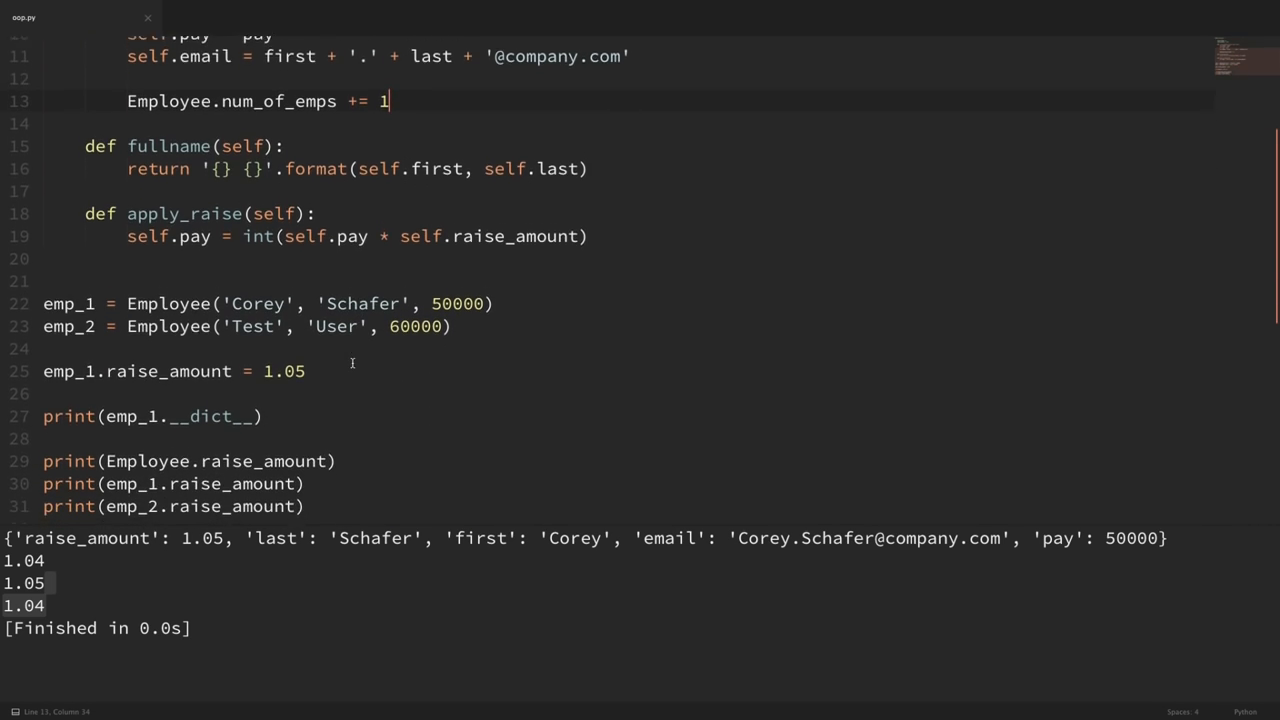 oop.py
10 self.pay = pay
11 self.email = first + '.' + last + '@company.com'
12
13 Employee.num_of_emps += 1
14
15 def fullname(self):
16 return '{} {}'.format(self.first, self.last)
17
18 def apply_raise(self):
19 self.pay = int(self.pay * self.raise_amount)
20
21
22 emp_1 = Employee('Corey', 'Schafer', 50000)
23 emp_2 = Employee('Test', 'User', 60000)
24
25 emp_1.raise_amount = 1.05
26
27 print(emp_1.__dict__)
28
29 print(Employee.raise_amount)
30 print(emp_1.raise_amount)
31 print(emp_2.raise_amount)
{'raise_amount': 1.05, 'last': 'Schafer', 'first': 'Corey', 'email': 'Corey.Schafer@company.com', 'pay': 50000}
1.04
1.05
1.04
[Finished in 0.0s]
Line 13, Column 34 Spaces: 4 Python